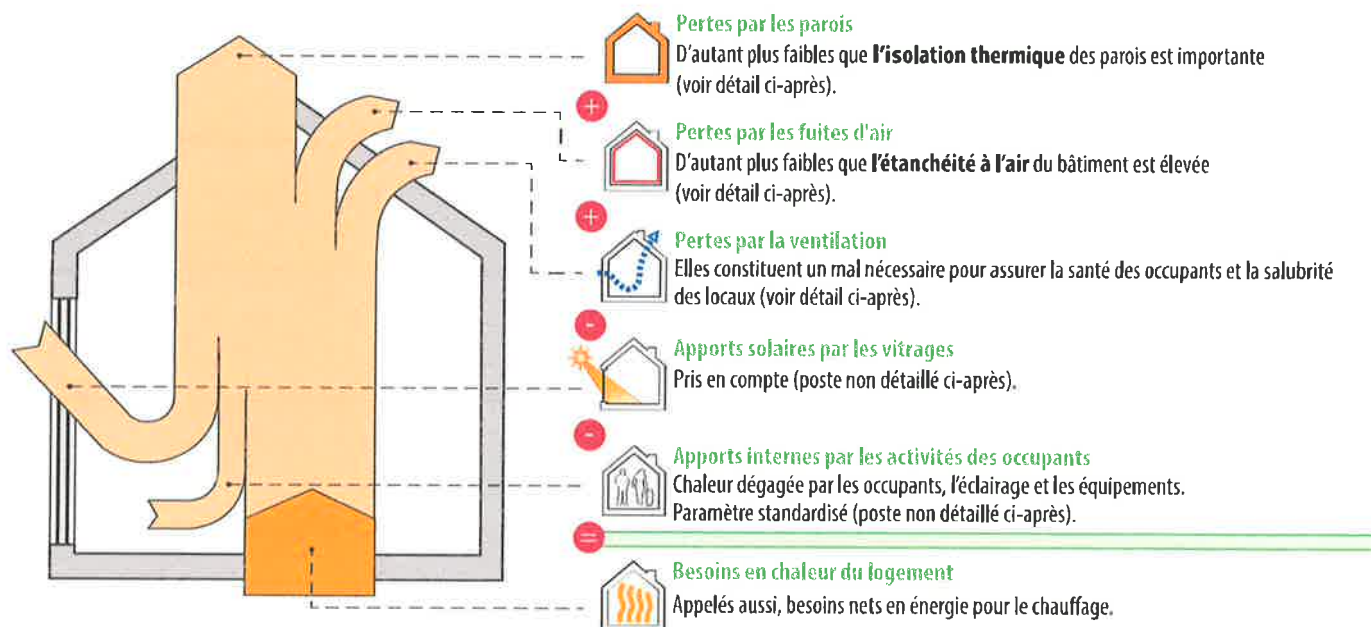 Pertes par les parois
D'autant plus faibles que l'isolation thermique des parois est importante
(voir détail ci-après).
+
Pertes par les fuites d'air
D'autant plus faibles que l'étanchéité à l'air du bâtiment est élevée
(voir détail ci-après).
+
Pertes par la ventilation
Elles constituent un mal nécessaire pour assurer la santé des occupants et la salubrité
des locaux (voir détail ci-après).
-
Apports solaires par les vitrages
Pris en compte (poste non détaillé ci-après).
-
Apports internes par les activités des occupants
Chaleur dégagée par les occupants, l'éclairage et les équipements.
Paramètre standardisé (poste non détaillé ci-après).
=
Besoins en chaleur du logement
Appelés aussi, besoins nets en énergie pour le chauffage.